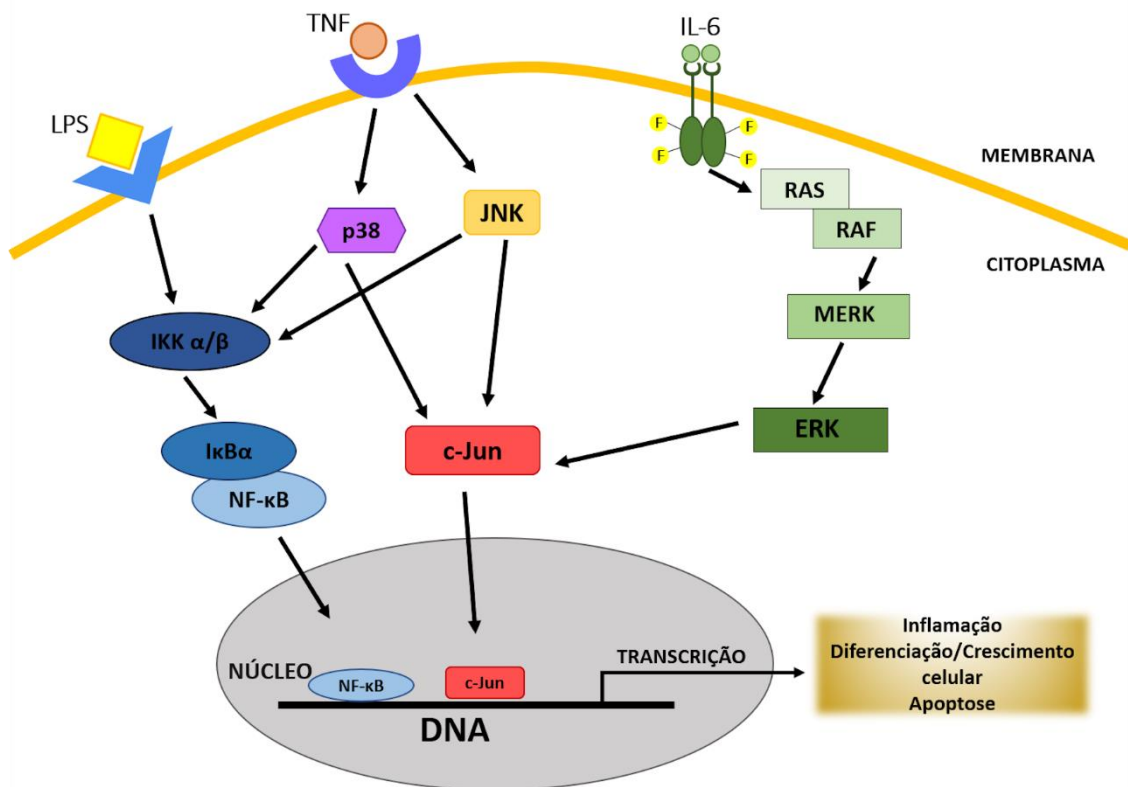 TNF
IL-6
LPS
F
F
F
F
MEMBRANA
RAS
JNK
p38
RAF
CITOPLASMA
MERK
IKK α/β
ERK
c-Jun
IκBα
NF-κB
Inflamação
Diferenciação/Crescimento
celular
Apoptose
TRANSCRIÇÃO
NÚCLEO
NF-κB
c-Jun
DNA